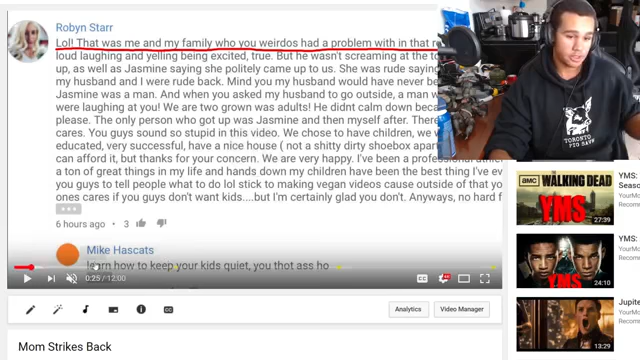 Robyn Starr
Lol! That was me and my family who you weirdos had a problem with in that
loud laughing and yelling being excited, true. But he wasn't screaming at the to
up, as well as Jasmine saying she politely came up to us. She was rude saying
my husband and I were rude back. Mind you my husband would have never be
Jasmine was a man. And when you asked my husband to go outside, a man w
were laughing at you! We are two grown was adults! He didnt calm down beca
please. The only person who got up was Jasmine and then myself after. There
cares. You guys sound so stupid in this video. We chose to have children, we
educated, very successful, have a nice house ( not a shitty dirty shoebox apar
can afford it, but thanks for your concern. We are very happy. I've been a professional
a ton of great things in my life and hands down my children have been the best thing I've ev
you guys to tell people what to do lol stick to making vegan videos cause outside of that yo
ones cares if you guys don't want kids....but I'm certainly glad you don't. Anyways, no hard f
6 hours ago • 3
Mike Hascats
learn how to keep your kids quiet, you thot ass ho
0:25 / 12:00
CC
HD
TORONTO
CC
Analytics
Video Manager
Mom Strikes Back
amc
THE WALKING DEAD
YMS
27:39
YMS:
Seaso
YourMo
Recom
YMS
24:10
YMS:
YourMo
Recom
13:29
Jupite
YourMo
Recom